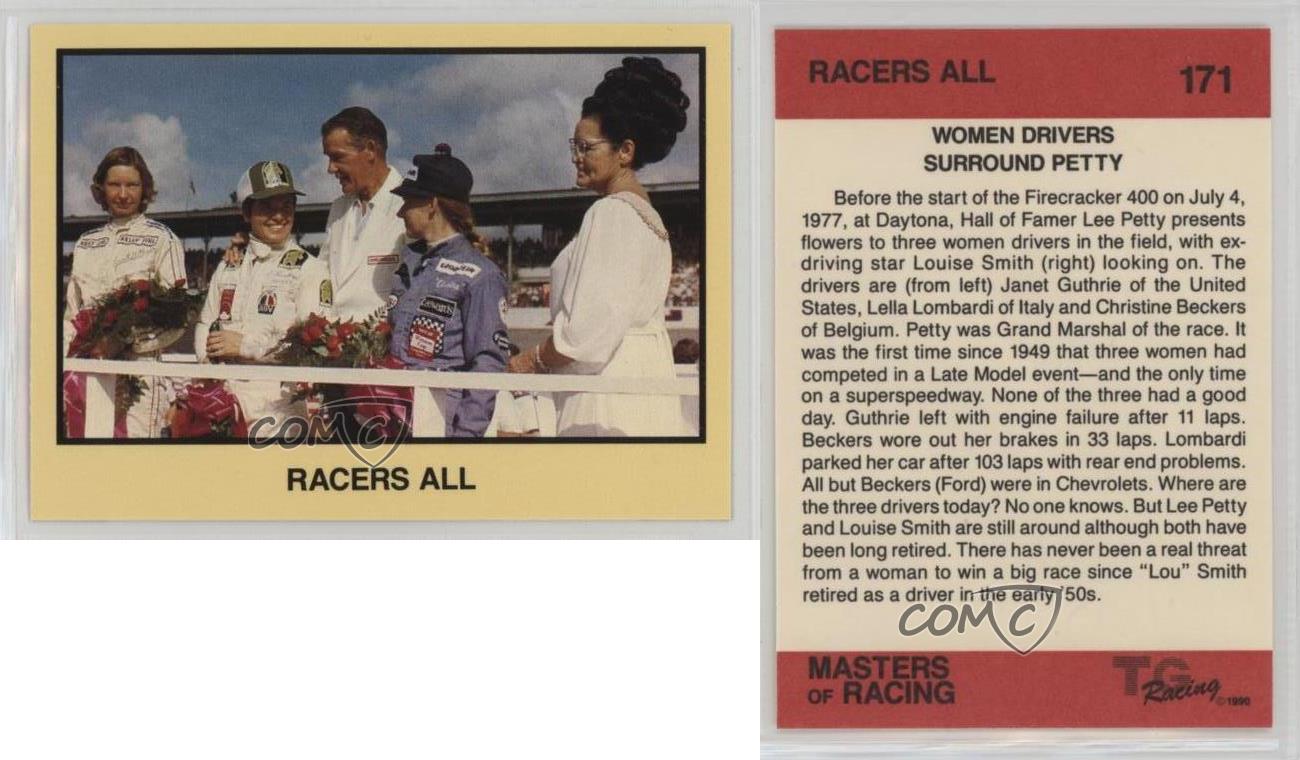 RACERS ALL
COMC
RACERS ALL
171
WOMEN DRIVERS
SURROUND PETTY
Before the start of the Firecracker 400 on July 4,
1977, at Daytona, Hall of Famer Lee Petty presents
flowers to three women drivers in the field, with ex-
driving star Louise Smith (right) looking on. The
drivers are (from left) Janet Guthrie of the United
States, Lella Lombardi of Italy and Christine Beckers
of Belgium. Petty was Grand Marshal of the race. It
was the first time since 1949 that three women had
competed in a Late Model event—and the only time
on a superspeedway. None of the three had a good
day. Guthrie left with engine failure after 11 laps.
Beckers wore out her brakes in 33 laps. Lombardi
parked her car after 103 laps with rear end problems.
All but Beckers (Ford) were in Chevrolets. Where are
the three drivers today? No one knows. But Lee Petty
and Louise Smith are still around although both have
been long retired. There has never been a real threat
from a woman to win a big race since “Lou” Smith
retired as a driver in the early ’50s.
COMC
MASTERS
OF RACING
TG
Racing
©1990